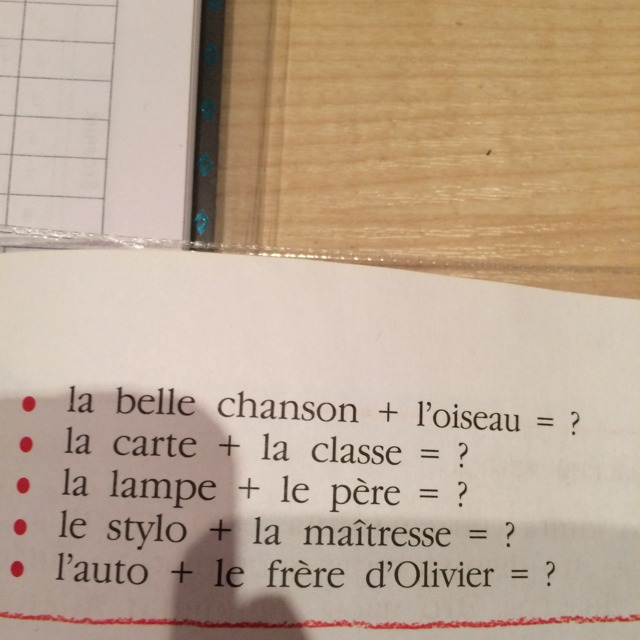 • la belle chanson + l'oiseau = ?
• la carte + la classe = ?
• la lampe + le père = ?
• le stylo + la maîtresse = ?
• l'auto + le frère d'Olivier = ?